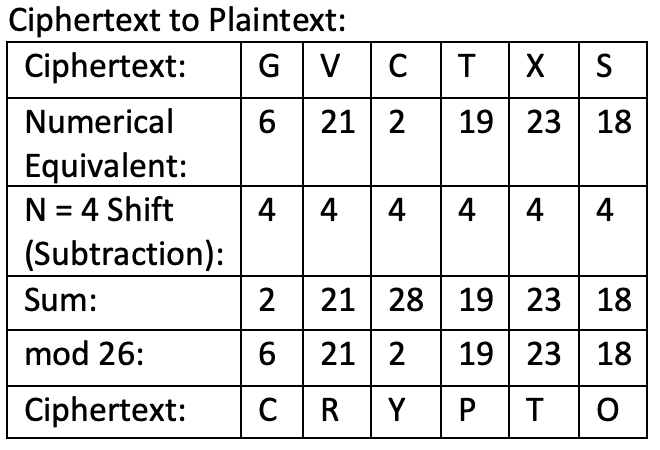 Ciphertext to Plaintext:
Ciphertext: G V C T X S
Numerical 6 21 2 19 23 18
Equivalent:
N = 4 Shift 4 4 4 4 4 4
(Subtraction):
Sum: 2 21 28 19 23 18
mod 26: 6 21 2 19 23 18
Ciphertext: C R Y P T O